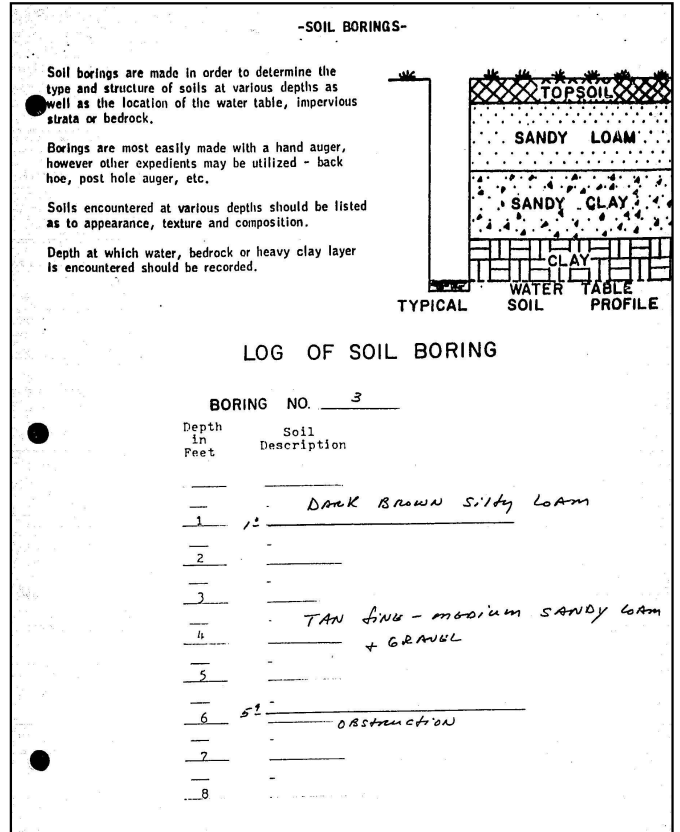 -SOIL BORINGS-
Soil borings are made in order to determine the
type and structure of soils at various depths as
well as the location of the water table, impervious
strata or bedrock.
Borings are most easily made with a hand auger,
however other expedients may be utilized - back
hoe, post hole auger, etc.
Soils encountered at various depths should be listed
as to appearance, texture and composition.
Depth at which water, bedrock or heavy clay layer
is encountered should be recorded.
TOPSOIL
SANDY LOAM
SANDY CLAY
CLAY
WATER TABLE
TYPICAL SOIL PROFILE
LOG OF SOIL BORING
BORING NO. 3
Depth
in
Feet
Soil
Description
DARK BROWN Silty LOAM
1
2
3
TAN fine - medium SANDY LOAM
4
+ GRAVEL
5
6
OBStruction
7
8